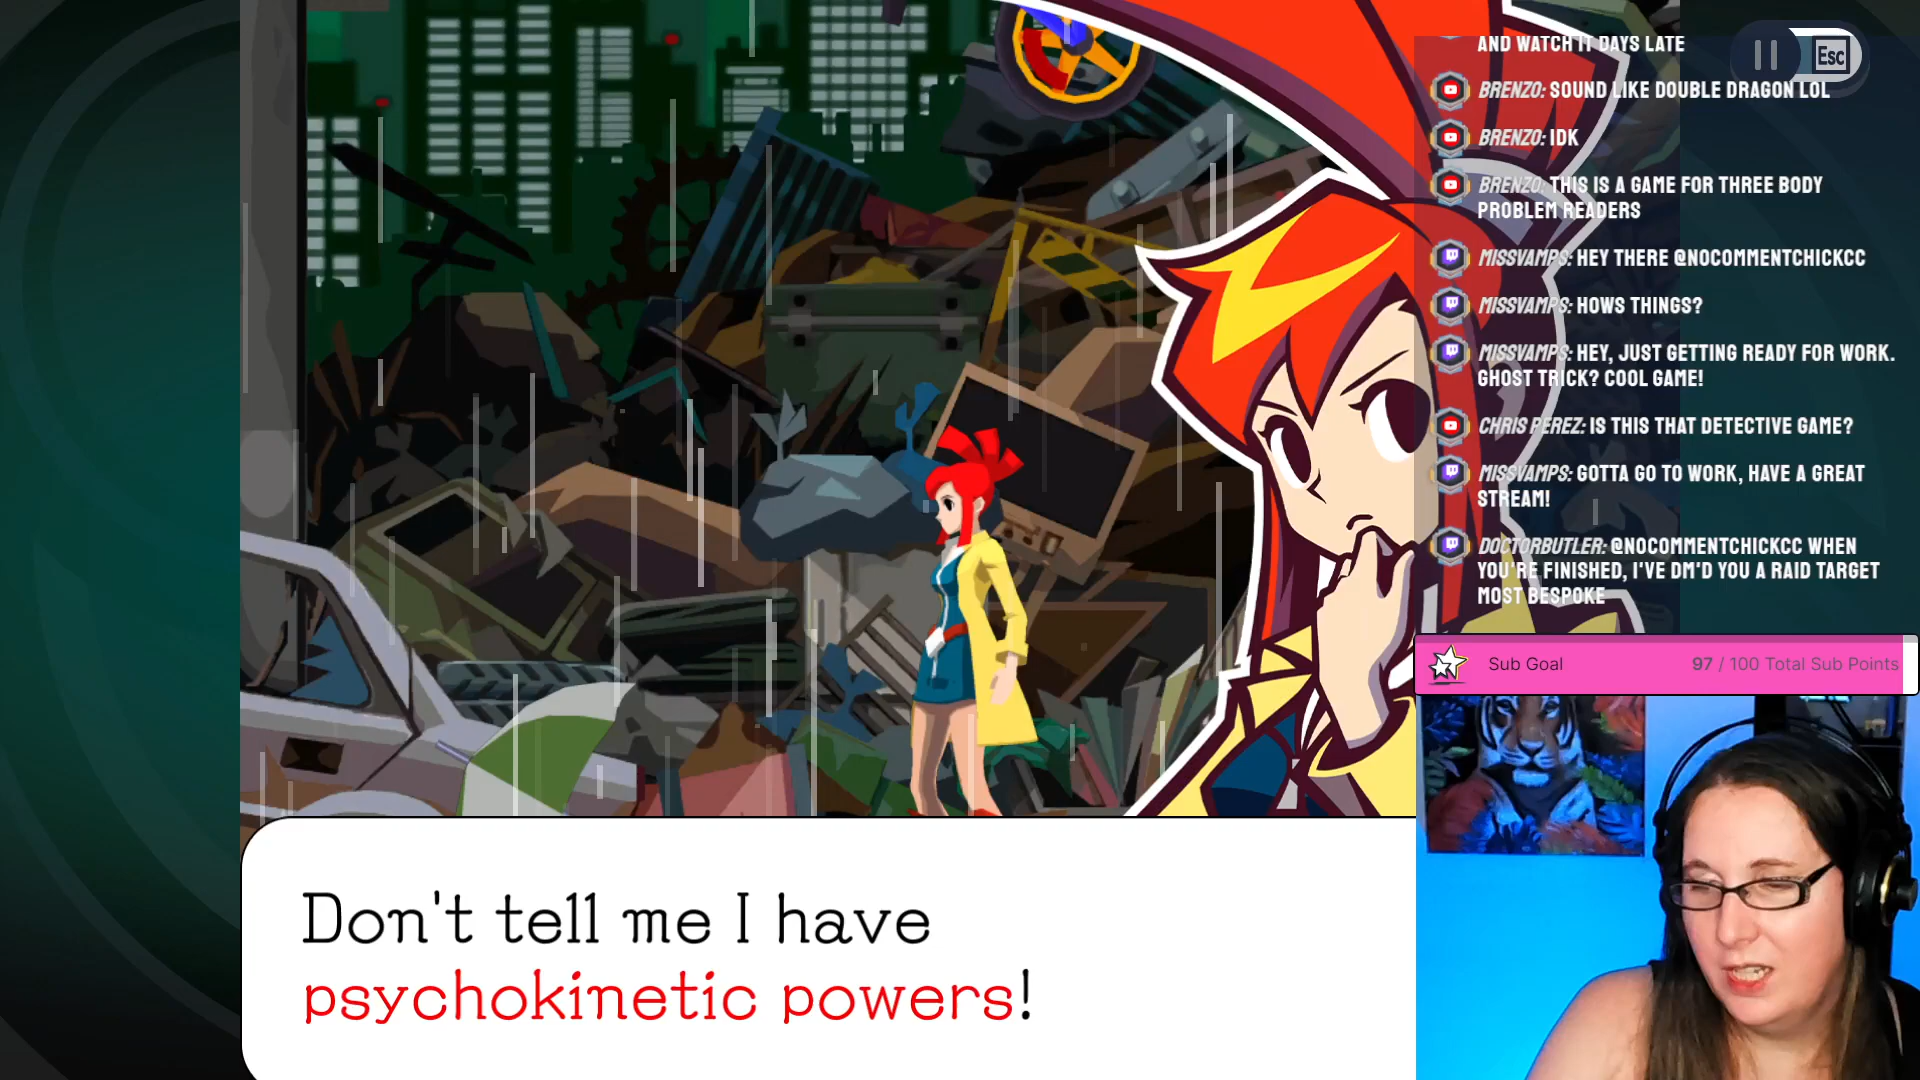 AND WATCH IT DAYS LATE
Esc
BRENZO: SOUND LIKE DOUBLE DRAGON LOL
BRENZO: IDK
BRENZO: THIS IS A GAME FOR THREE BODY
PROBLEM READERS
MISSVAMPS: HEY THERE @NOCOMMENTCHICKCC
MISSVAMPS: HOWS THINGS?
MISSVAMPS: HEY, JUST GETTING READY FOR WORK.
GHOST TRICK? COOL GAME!
CHRIS PEREZ: IS THIS THAT DETECTIVE GAME?
MISSVAMPS: GOTTA GO TO WORK, HAVE A GREAT
STREAM!
DOCTORBUTLER: @NOCOMMENTCHICKCC WHEN
YOU'RE FINISHED, I'VE DM'D YOU A RAID TARGET
MOST BESPOKE
Sub Goal 97 / 100 Total Sub Points
Don't tell me I have
psychokinetic powers!